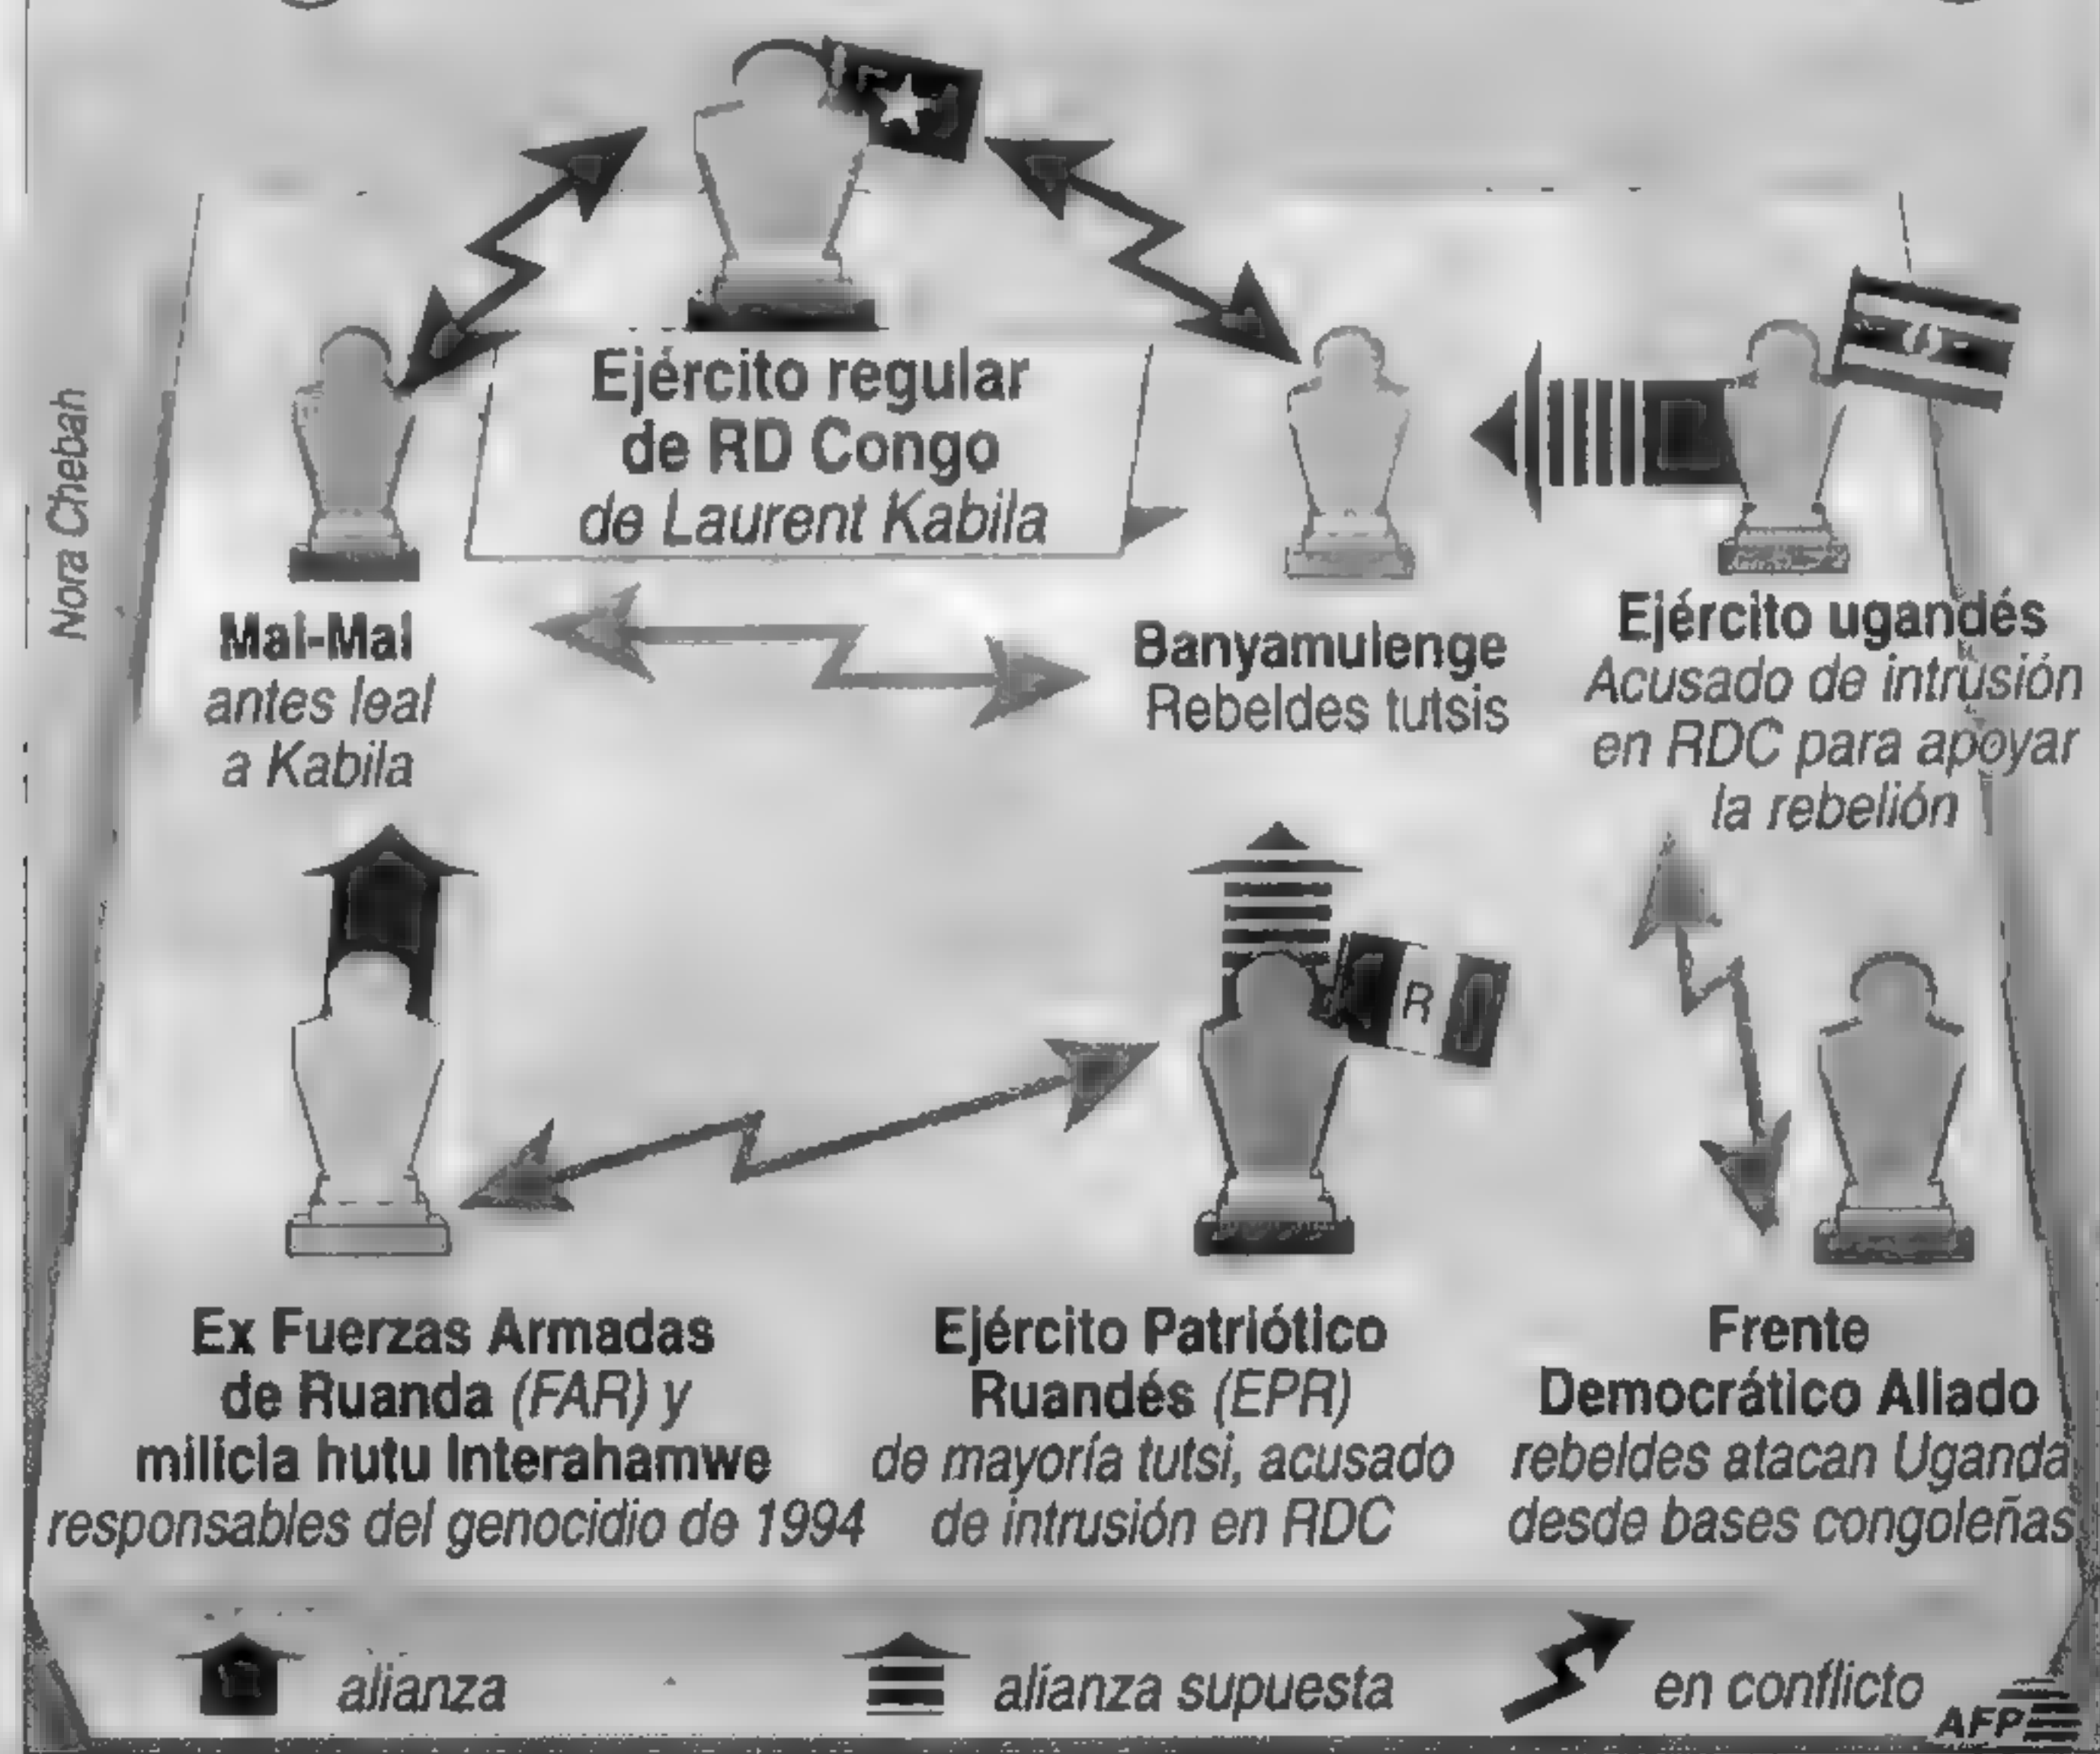 Nora Chebah
Ejército regular
de RD Congo
de Laurent Kabila
Mai-Mai
antes leal
a Kabila
Banyamulenge
Rebeldes tutsis
Ejército ugandés
Acusado de intrusión
en RDC para apoyar
la rebelión
R
Ex Fuerzas Armadas
de Ruanda (FAR) y
milicia hutu Interahamwe
responsables del genocidio de 1994
Ejército Patriótico
Ruandés (EPR)
de mayoría tutsi, acusado
de intrusión en RDC
Frente
Democrático Aliado
rebeldes atacan Uganda
desde bases congoleñas
alianza
alianza supuesta
en conflicto
AFP